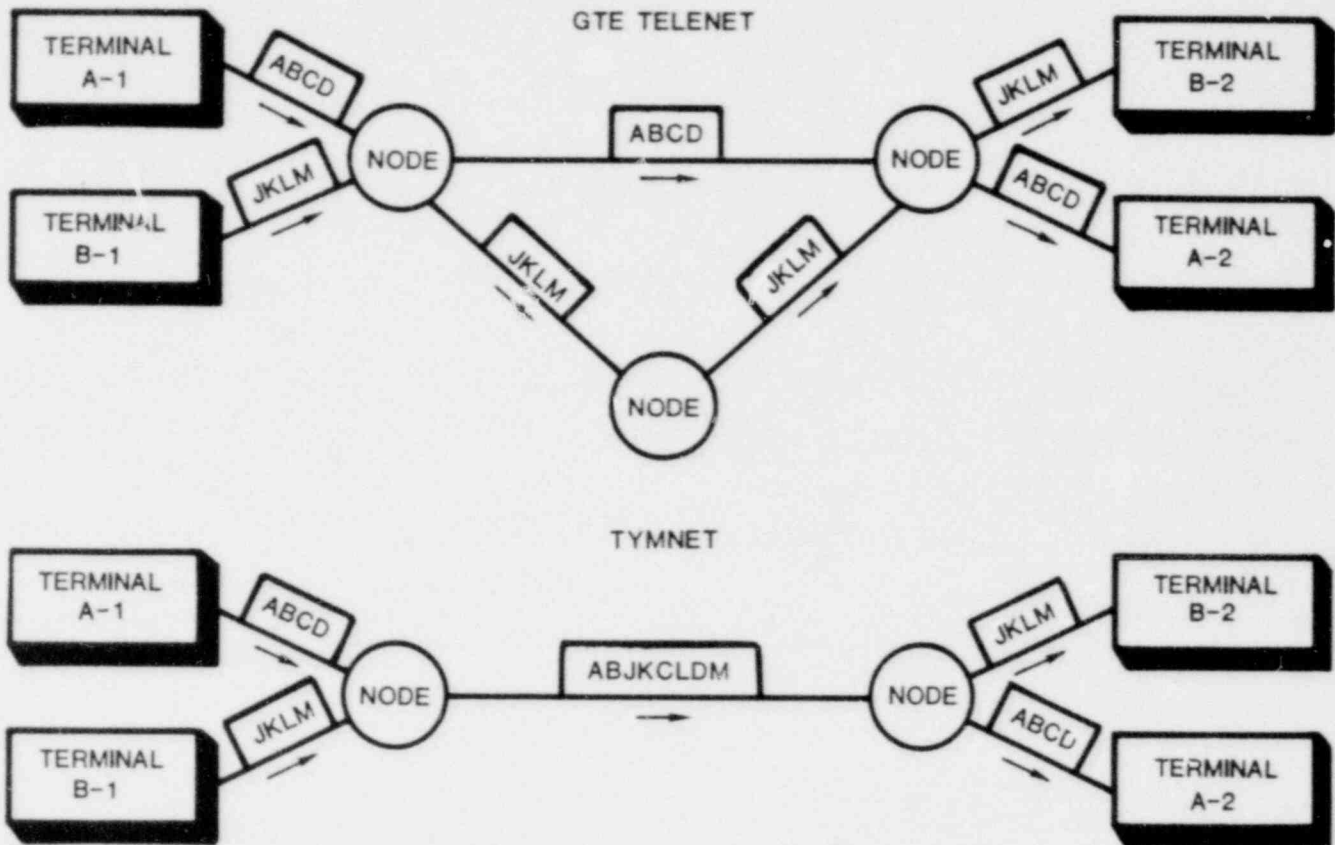 GTE TELENET
TERMINAL
A-1
ABCD
TERMINAL
B-1
JKLM
NODE
ABCD
JKLM
NODE
JKLM
NODE
JKLM
TERMINAL
B-2
ABCD
TERMINAL
A-2
TYMNET
TERMINAL
A-1
ABCD
TERMINAL
B-1
JKLM
NODE
ABJKCLDM
NODE
JKLM
TERMINAL
B-2
ABCD
TERMINAL
A-2